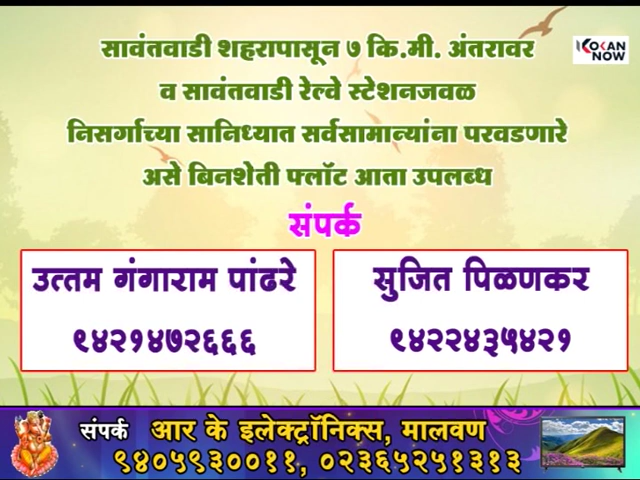 सावंतवाडी शहरापासून ७ कि.मी. अंतरावर
KOKAN
NOW
व सावंतवाडी रेल्वे स्टेशनजवळ
निसर्गाच्या सानिध्यात सर्वसामान्यांना परवडणारे
असे बिनशेती फ्लॉट आता उपलब्ध
संपर्क
उत्तम गंगाराम पांढरे
९४२१४७२६६६
सुजित पिळणकर
९४२२४३५४२१
संपर्क आर के इलेक्ट्रॉनिक्स, मालवण
९४०५९३००११, ०२३६५२५१३१३